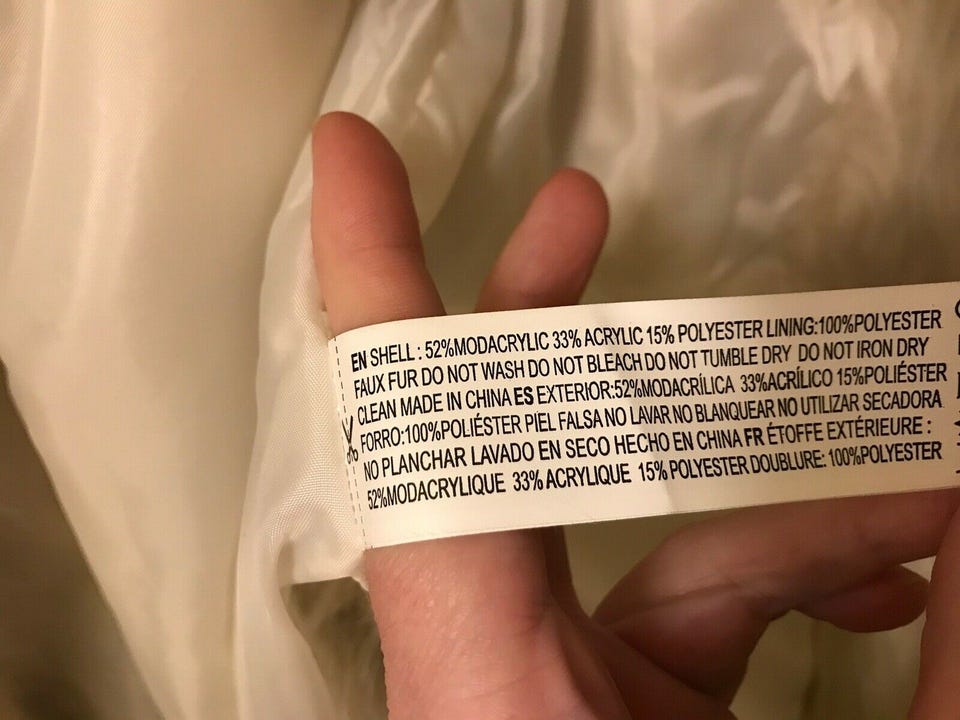 EN SHELL : 52%MODACRYLIC 33% ACRYLIC 15% POLYESTER LINING:100%POLYESTER
FAUX FUR DO NOT WASH DO NOT BLEACH DO NOT TUMBLE DRY DO NOT IRON DRY
CLEAN MADE IN CHINA ES EXTERIOR:52%MODACRÍLICA 33%ACRÍLICO 15%POLIÉSTER
FORRO:100%POLIÉSTER PIEL FALSA NO LAVAR NO BLANQUEAR NO UTILIZAR SECADORA
NO PLANCHAR LAVADO EN SECO HECHO EN CHINA FR ÉTOFFE EXTÉRIEURE :
52%MODACRYLIQUE 33% ACRYLIQUE 15% POLYESTER DOUBLURE: 100%POLYESTER